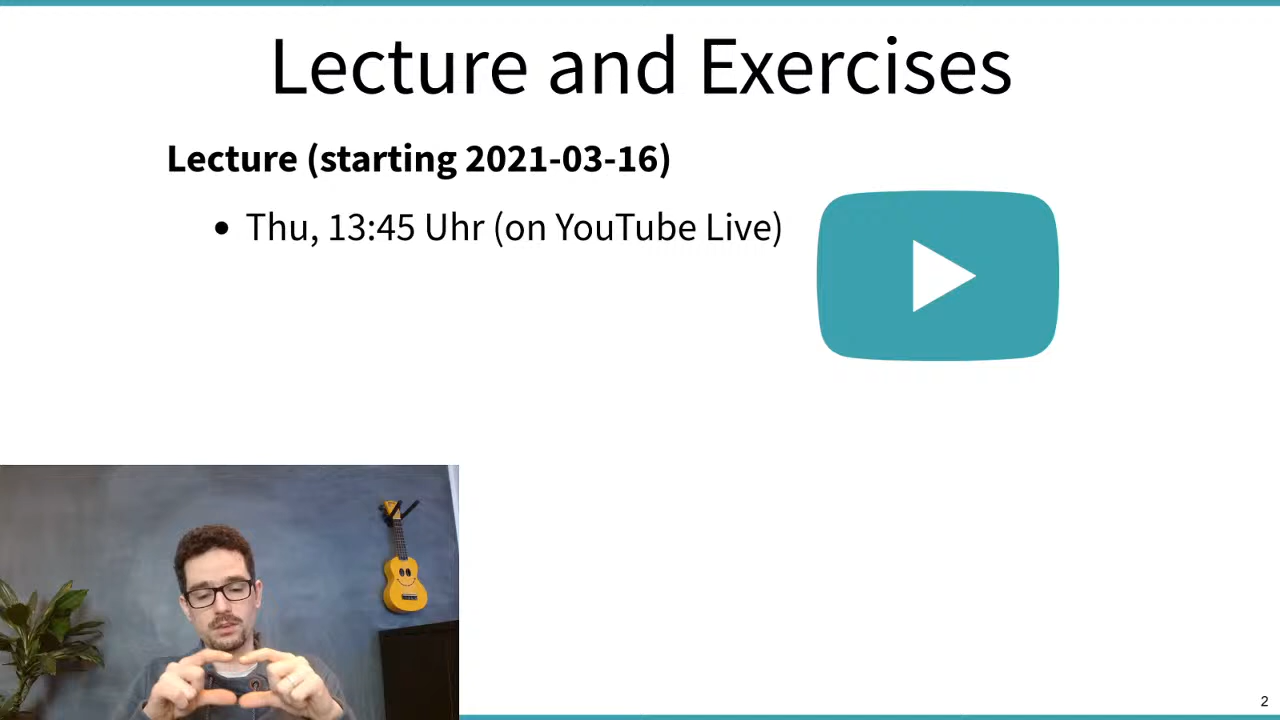 Lecture and Exercises
Lecture (starting 2021-03-16)
• Thu, 13:45 Uhr (on YouTube Live)
2